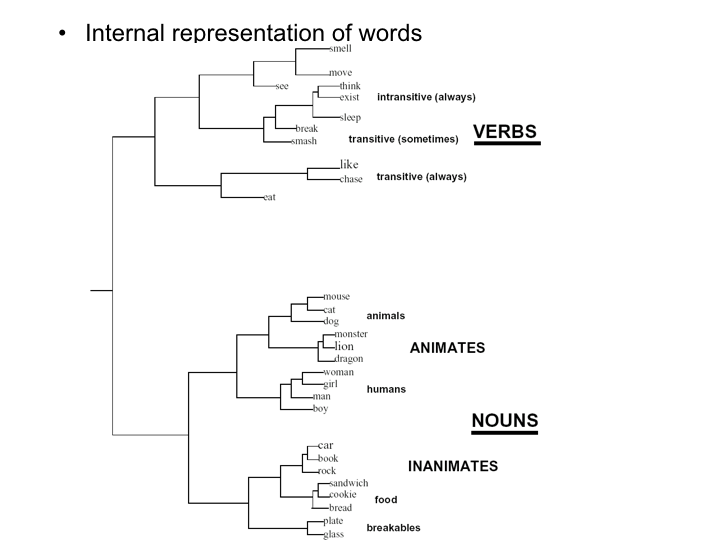 • Internal representation of words
smell
move
see
think
exist
intransitive (always)
sleep
break
VERBS
smash
transitive (sometimes)
like
chase
transitive (always)
eat
mouse
cat
animals
dog
monster
lion
ANIMATES
dragon
woman
girl
humans
man
boy
NOUNS
car
book
rock
INANIMATES
sandwich
cookie
food
bread
plate
breakables
glass